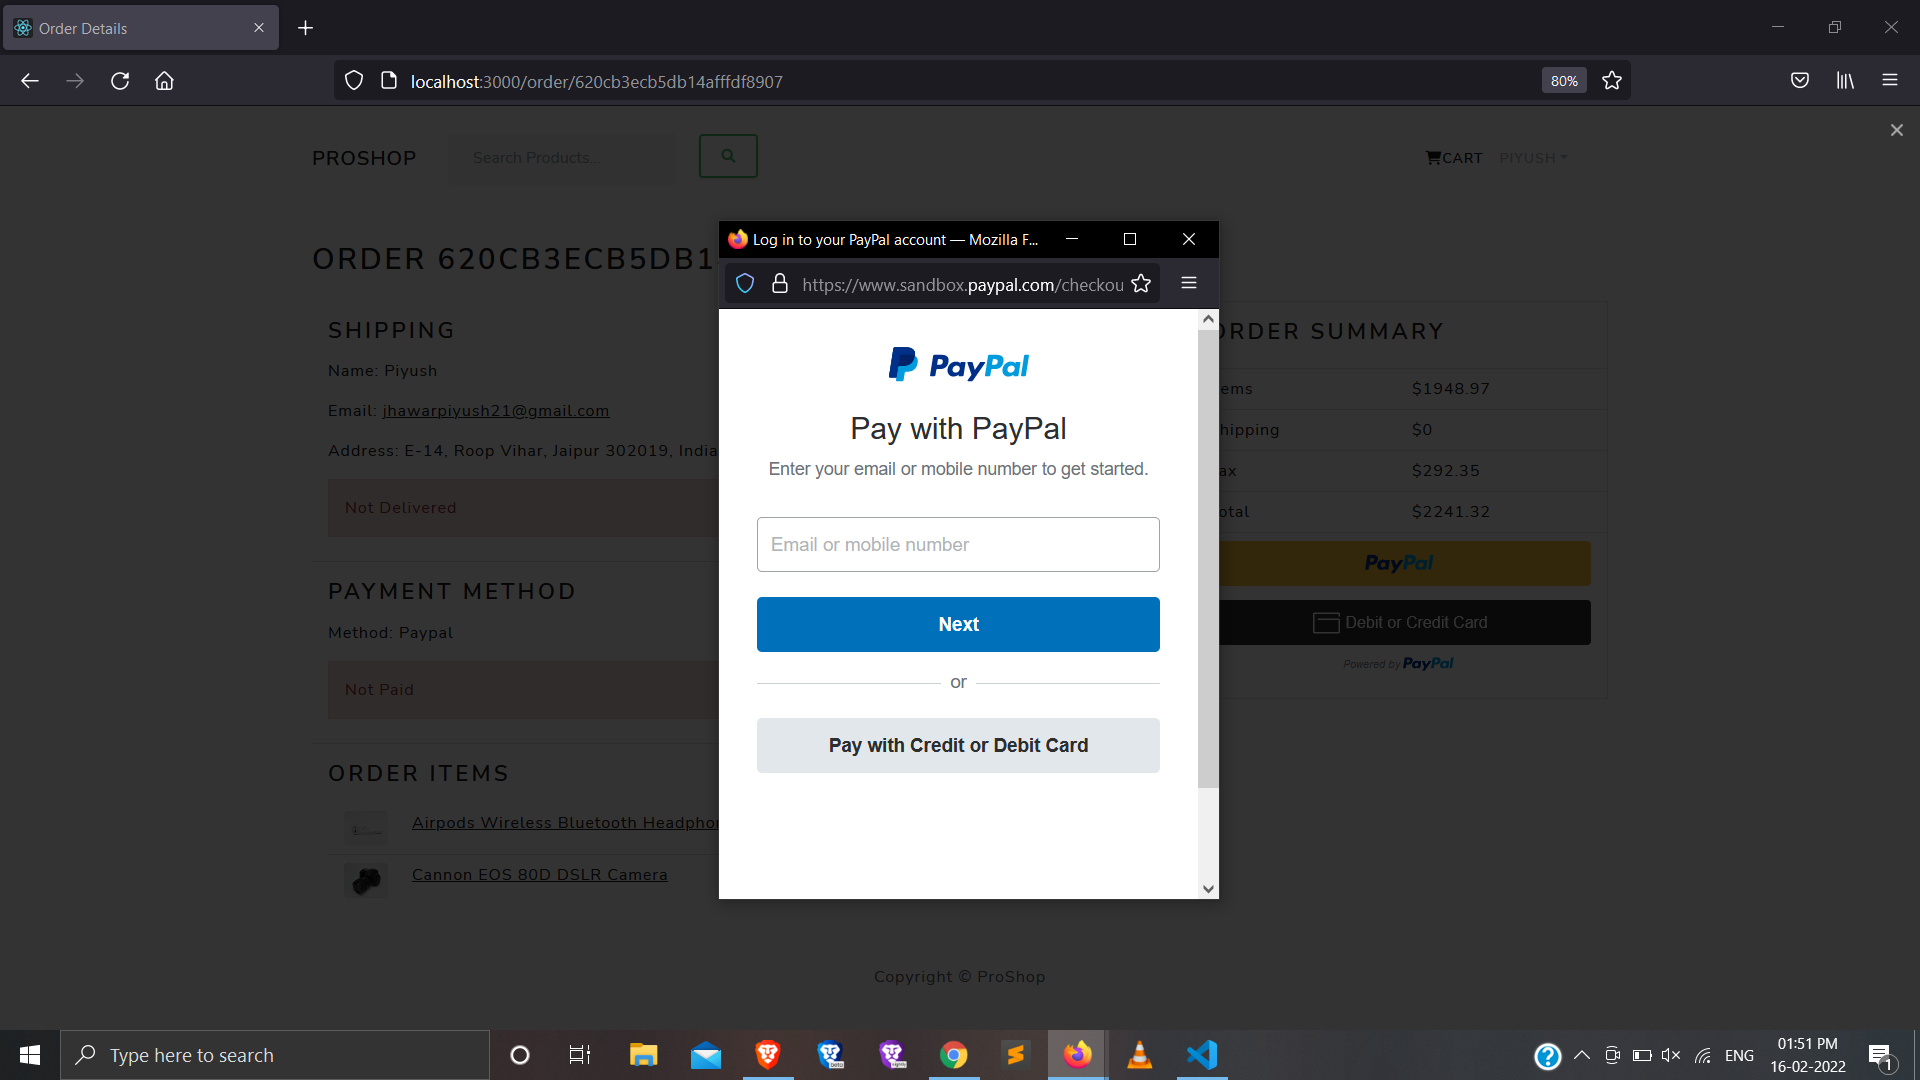 Order Details
localhost:3000/order/620cb3ecb5db14afffdf8907
80%
PROSHOP
Search Products...
CART
PIYUSH
ORDER 620CB3ECB5DB1
SHIPPING
Name: Piyush
Email: jhawarpiyush21@gmail.com
Address: E-14, Roop Vihar, Jaipur 302019, India
Not Delivered
PAYMENT METHOD
Method: Paypal
Not Paid
ORDER ITEMS
Airpods Wireless Bluetooth Headpho
Cannon EOS 80D DSLR Camera
Log in to your PayPal account — Mozilla F...
https://www.sandbox.paypal.com/checkou
PayPal
Pay with PayPal
Enter your email or mobile number to get started.
Email or mobile number
Next
or
Pay with Credit or Debit Card
ORDER SUMMARY
ems $1948.97
hipping $0
ax $292.35
otal $2241.32
PayPal
Debit or Credit Card
Powered by PayPal
Copyright © ProShop
Type here to search
beta
nightly
ENG
01:51 PM
16-02-2022
1